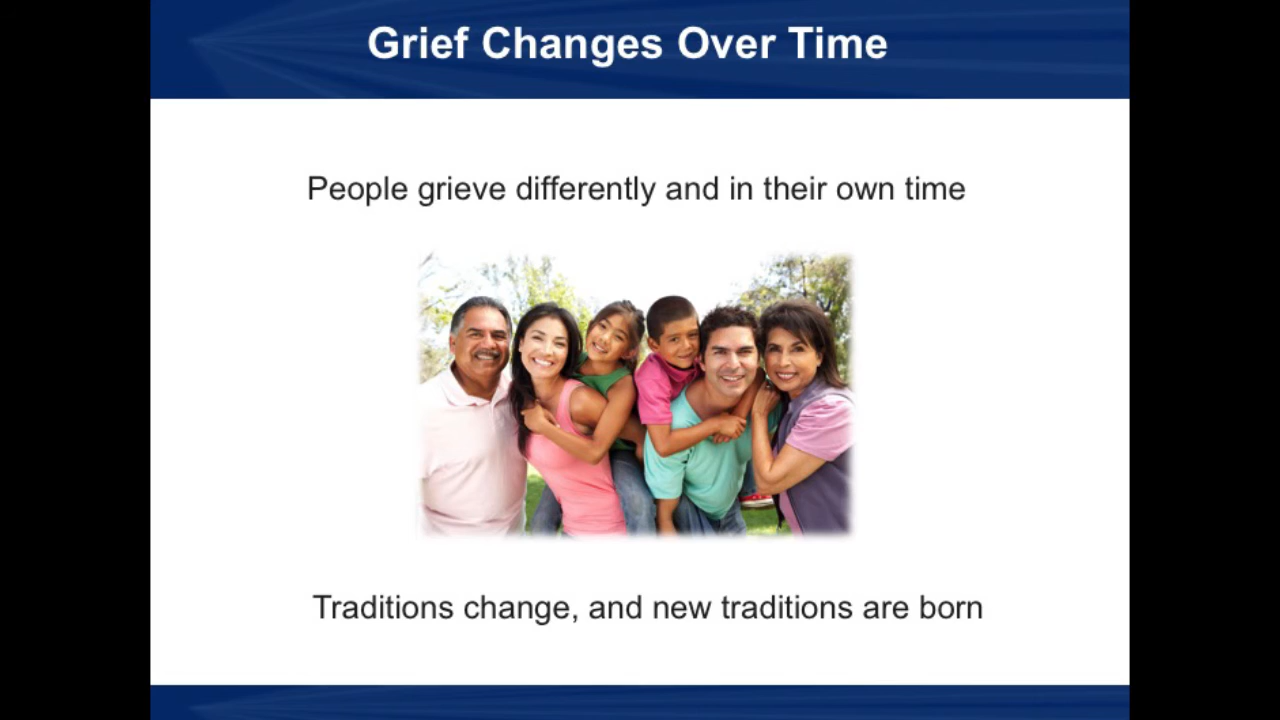 Grief Changes Over Time
People grieve differently and in their own time
Traditions change, and new traditions are born